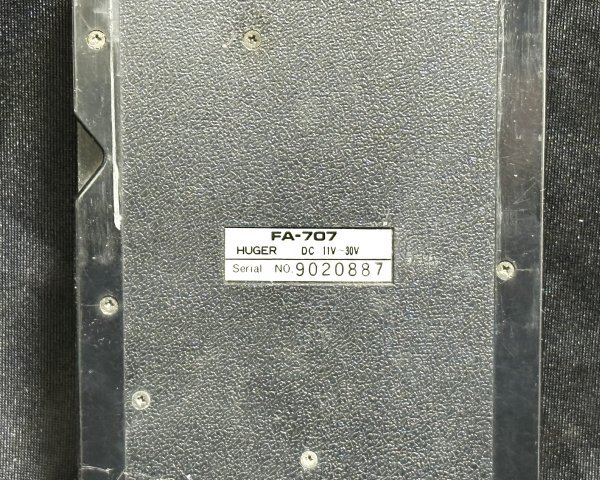 FA-707
HUGER DC 11V-30V
Serial NO. 9020887